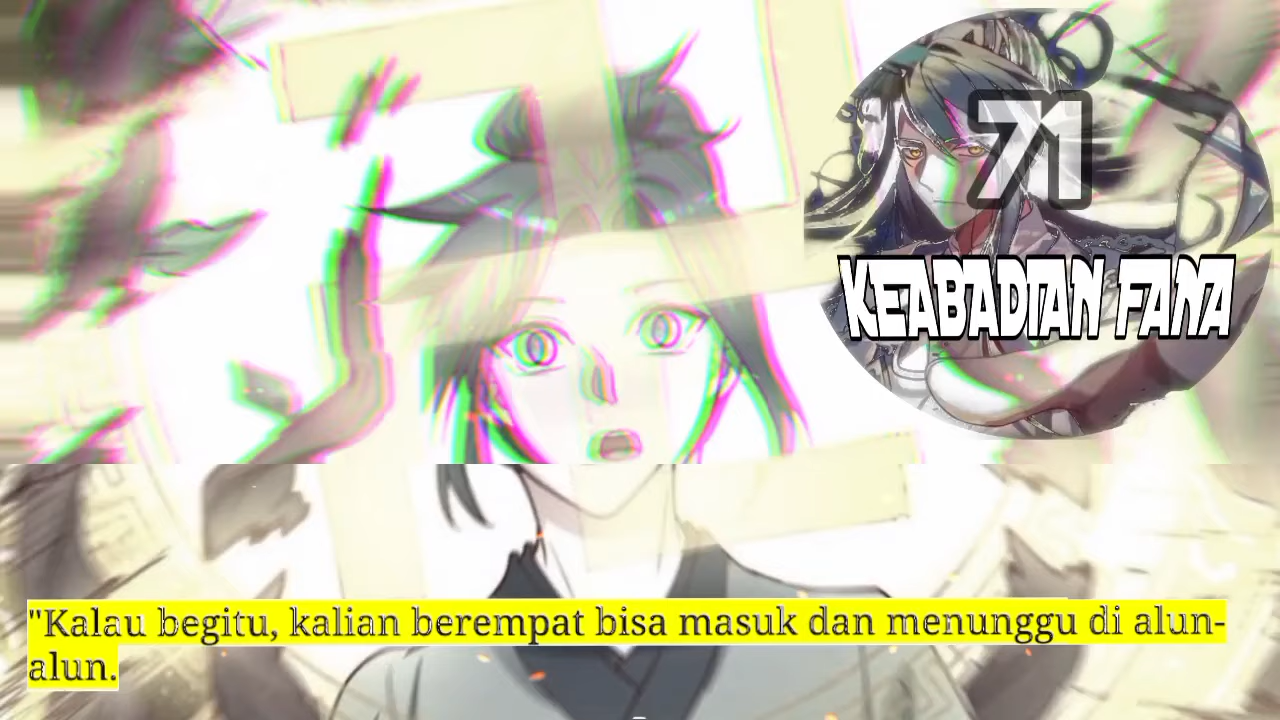 71
KEABADIAN FANA
"Kalau begitu, kalian berempat bisa masuk dan menunggu di alun-
alun.